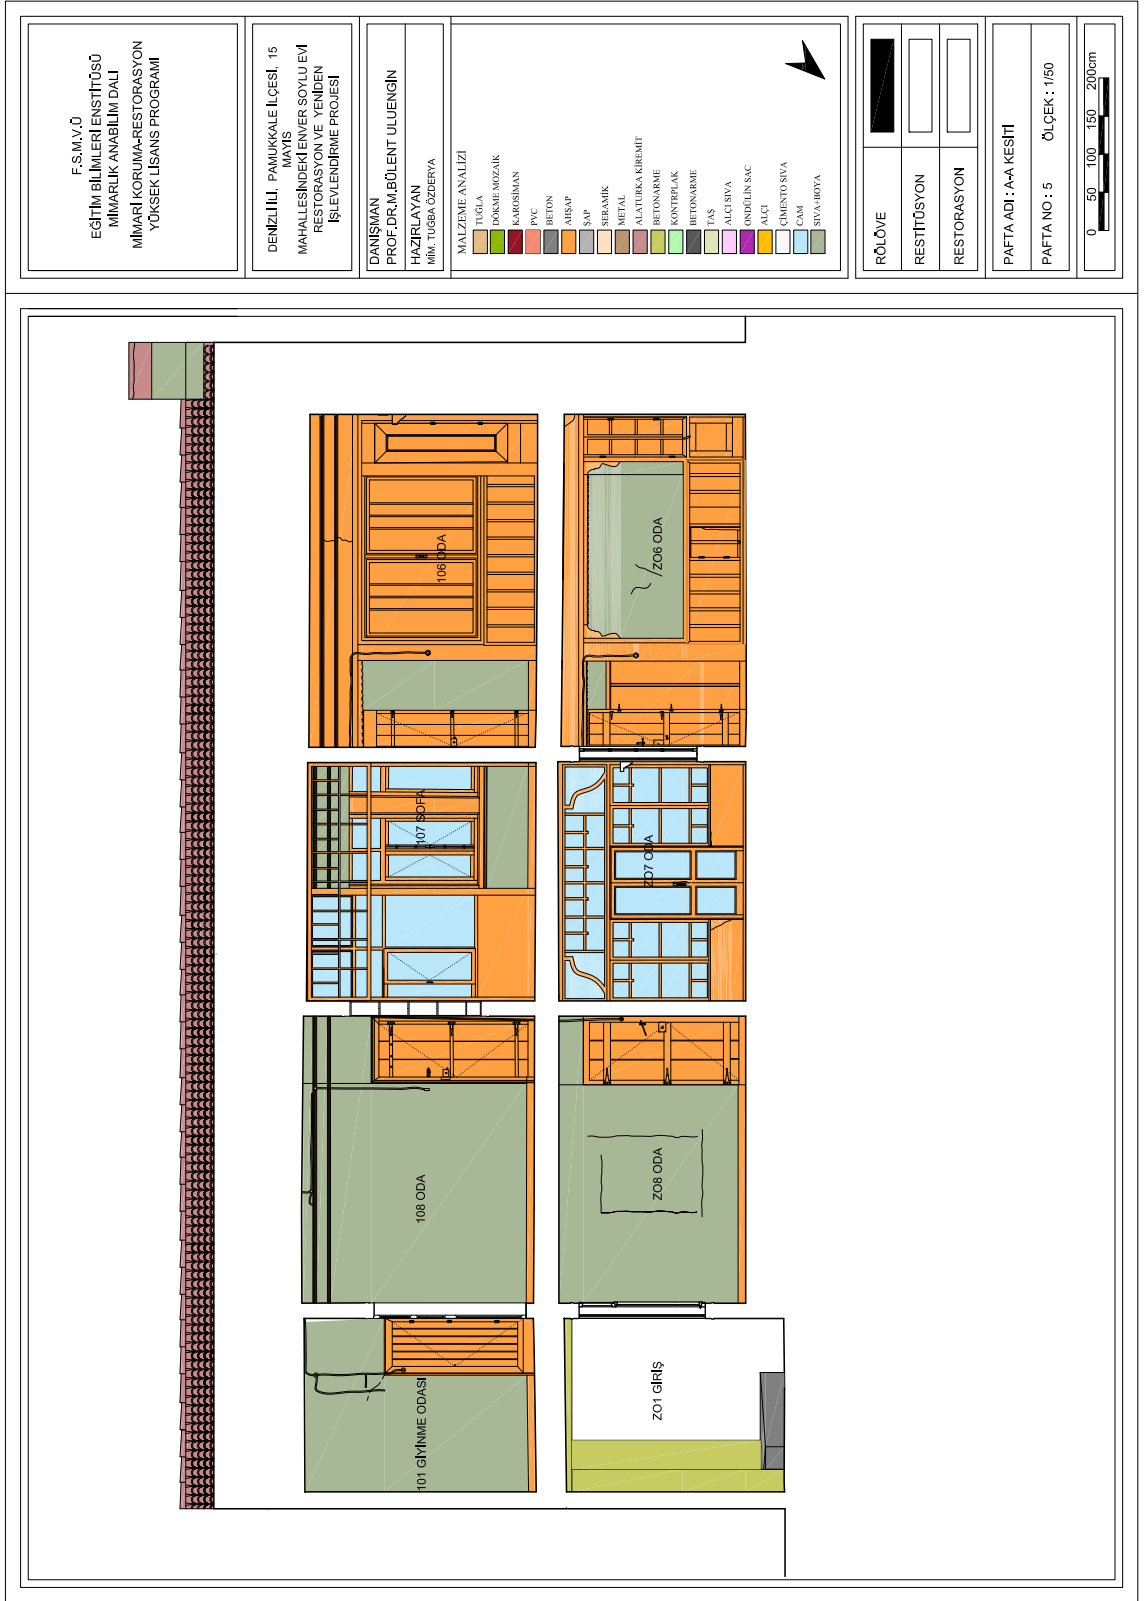 F.S.M.V.Ü
EĞİTİM BİLİMLERİ ENSTİTÜSÜ
MİMARLIK ANABİLİM DALI
MİMARİ KORUMA-RESTORASYON
YÜKSEK LİSANS PROGRAMI
DENİZLİ İLİ, PAMUKKALE İLÇESİ, 15
MAYIS
MAHALLESİNDEKİ ENVER SOYLU EVİ
RESTORASYON VE YENİDEN
İŞLEVLENDİRME PROJESİ
DANIŞMAN
PROF.DR.M.BÜLENT ULUENGİN
HAZIRLAYAN
MİM. TUĞBA ÖZDERYA
MALZEME ANALİZİ
TUĞLA
DÖKME MOZAİK
KAROSİMAN
PVC
BETON
AHŞAP
ŞAP
SERAMİK
METAL
ALATURKA KİREMİT
BETONARME
KONTRPLAK
BETONARME
TAŞ
ALÇI SIVA
ONDÜLİN SAC
ALÇI
ÇİMENTO SIVA
CAM
SIVA+BOYA
RÖLÖVE
RESTİTÜSYON
RESTORASYON
PAFTA ADI : A-A KESİTİ
PAFTA NO : 5 ÖLÇEK : 1/50
0 50 100 150 200cm
101 GİYİNME ODASI
108 ODA
107 SOFA
106 ODA
ZO1 GİRİŞ
ZO8 ODA
ZO7 ODA
ZO6 ODA